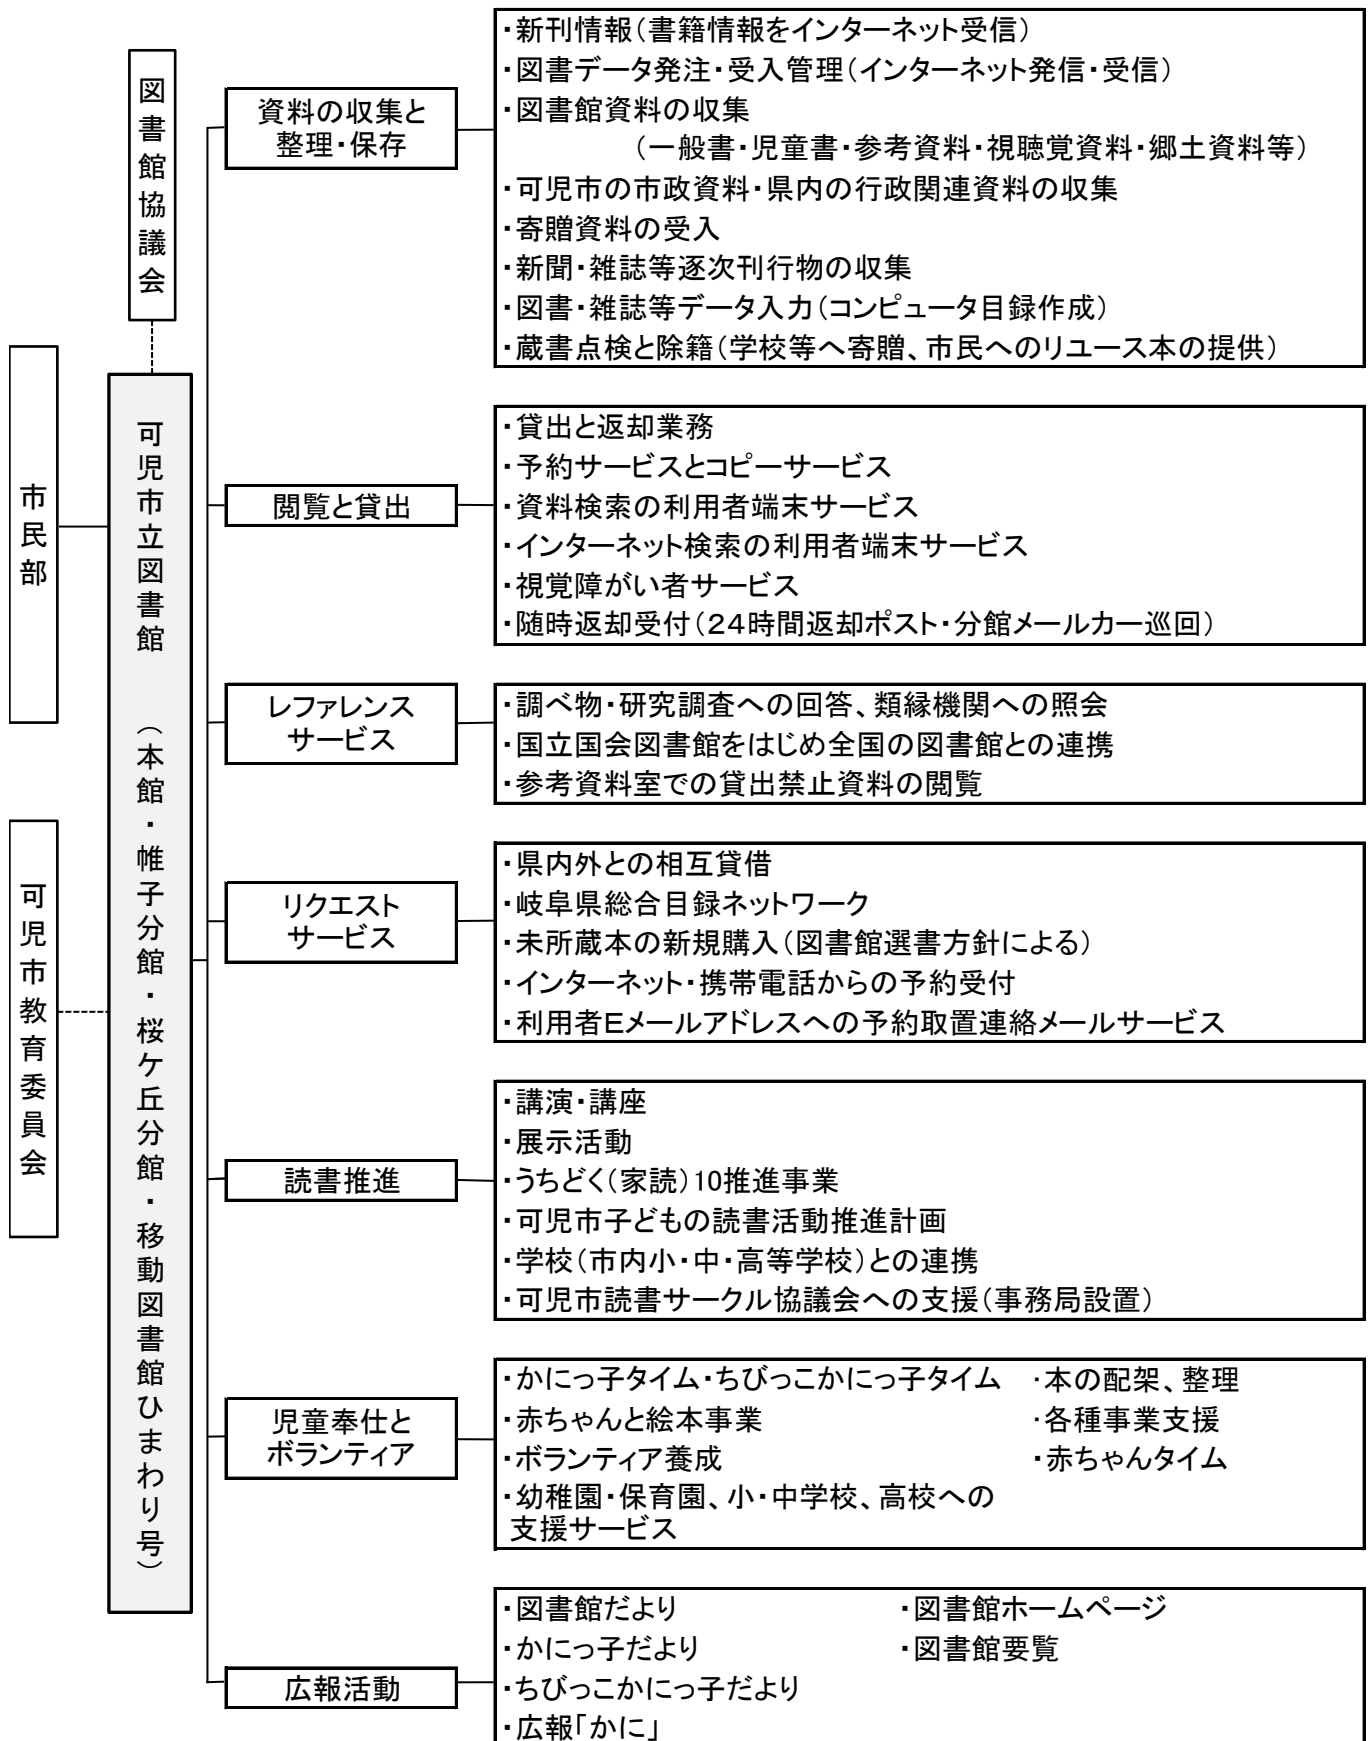 図書館協議会
市民部
可児市教育委員会
可児市立図書館 （本館・帷子分館・桜ケ丘分館・移動図書館ひまわり号）
資料の収集と
整理・保存
・新刊情報（書籍情報をインターネット受信）
・図書データ発注・受入管理（インターネット発信・受信）
・図書館資料の収集
（一般書・児童書・参考資料・視聴覚資料・郷土資料等）
・可児市の市政資料・県内の行政関連資料の収集
・寄贈資料の受入
・新聞・雑誌等逐次刊行物の収集
・図書・雑誌等データ入力（コンピュータ目録作成）
・蔵書点検と除籍（学校等へ寄贈、市民へのリユース本の提供）
閲覧と貸出
・貸出と返却業務
・予約サービスとコピーサービス
・資料検索の利用者端末サービス
・インターネット検索の利用者端末サービス
・視覚障がい者サービス
・随時返却受付（２４時間返却ポスト・分館メールカー巡回）
レファレンス
サービス
・調べ物・研究調査への回答、類縁機関への照会
・国立国会図書館をはじめ全国の図書館との連携
・参考資料室での貸出禁止資料の閲覧
リクエスト
サービス
・県内外との相互貸借
・岐阜県総合目録ネットワーク
・未所蔵本の新規購入（図書館選書方針による）
・インターネット・携帯電話からの予約受付
・利用者Ｅメールアドレスへの予約取置連絡メールサービス
読書推進
・講演・講座
・展示活動
・うちどく（家読）10推進事業
・可児市子どもの読書活動推進計画
・学校（市内小・中・高等学校）との連携
・可児市読書サークル協議会への支援（事務局設置）
児童奉仕と
ボランティア
・かにっ子タイム・ちびっこかにっ子タイム ・本の配架、整理
・赤ちゃんと絵本事業 ・各種事業支援
・ボランティア養成 ・赤ちゃんタイム
・幼稚園・保育園、小・中学校、高校への
支援サービス
広報活動
・図書館だより ・図書館ホームページ
・かにっ子だより ・図書館要覧
・ちびっこかにっ子だより
・広報「かに」